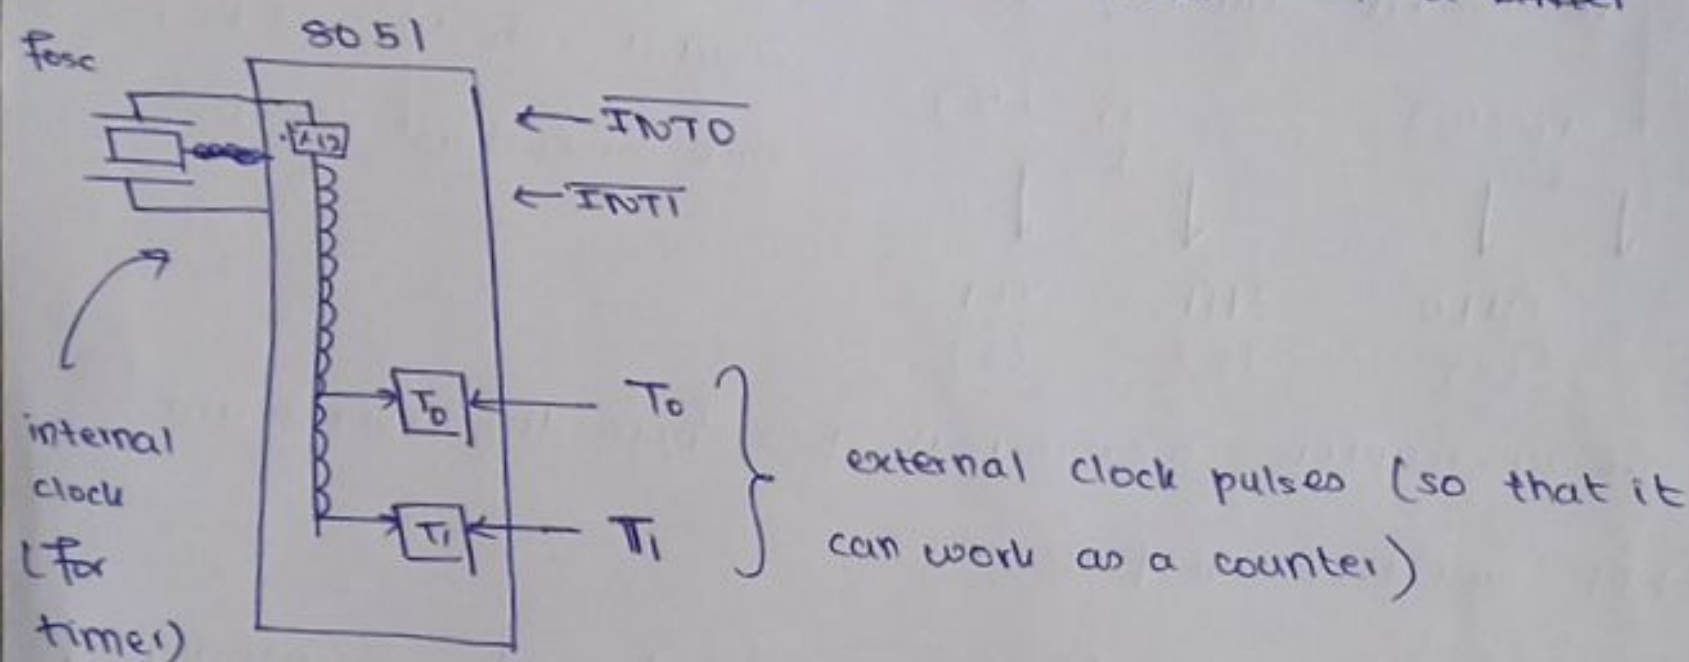 8051
fosc
INT0
÷12
INT1
T0
T0
internal
clock
(for
timer)
T1
T1
external clock pulses (so that it
can work as a counter)